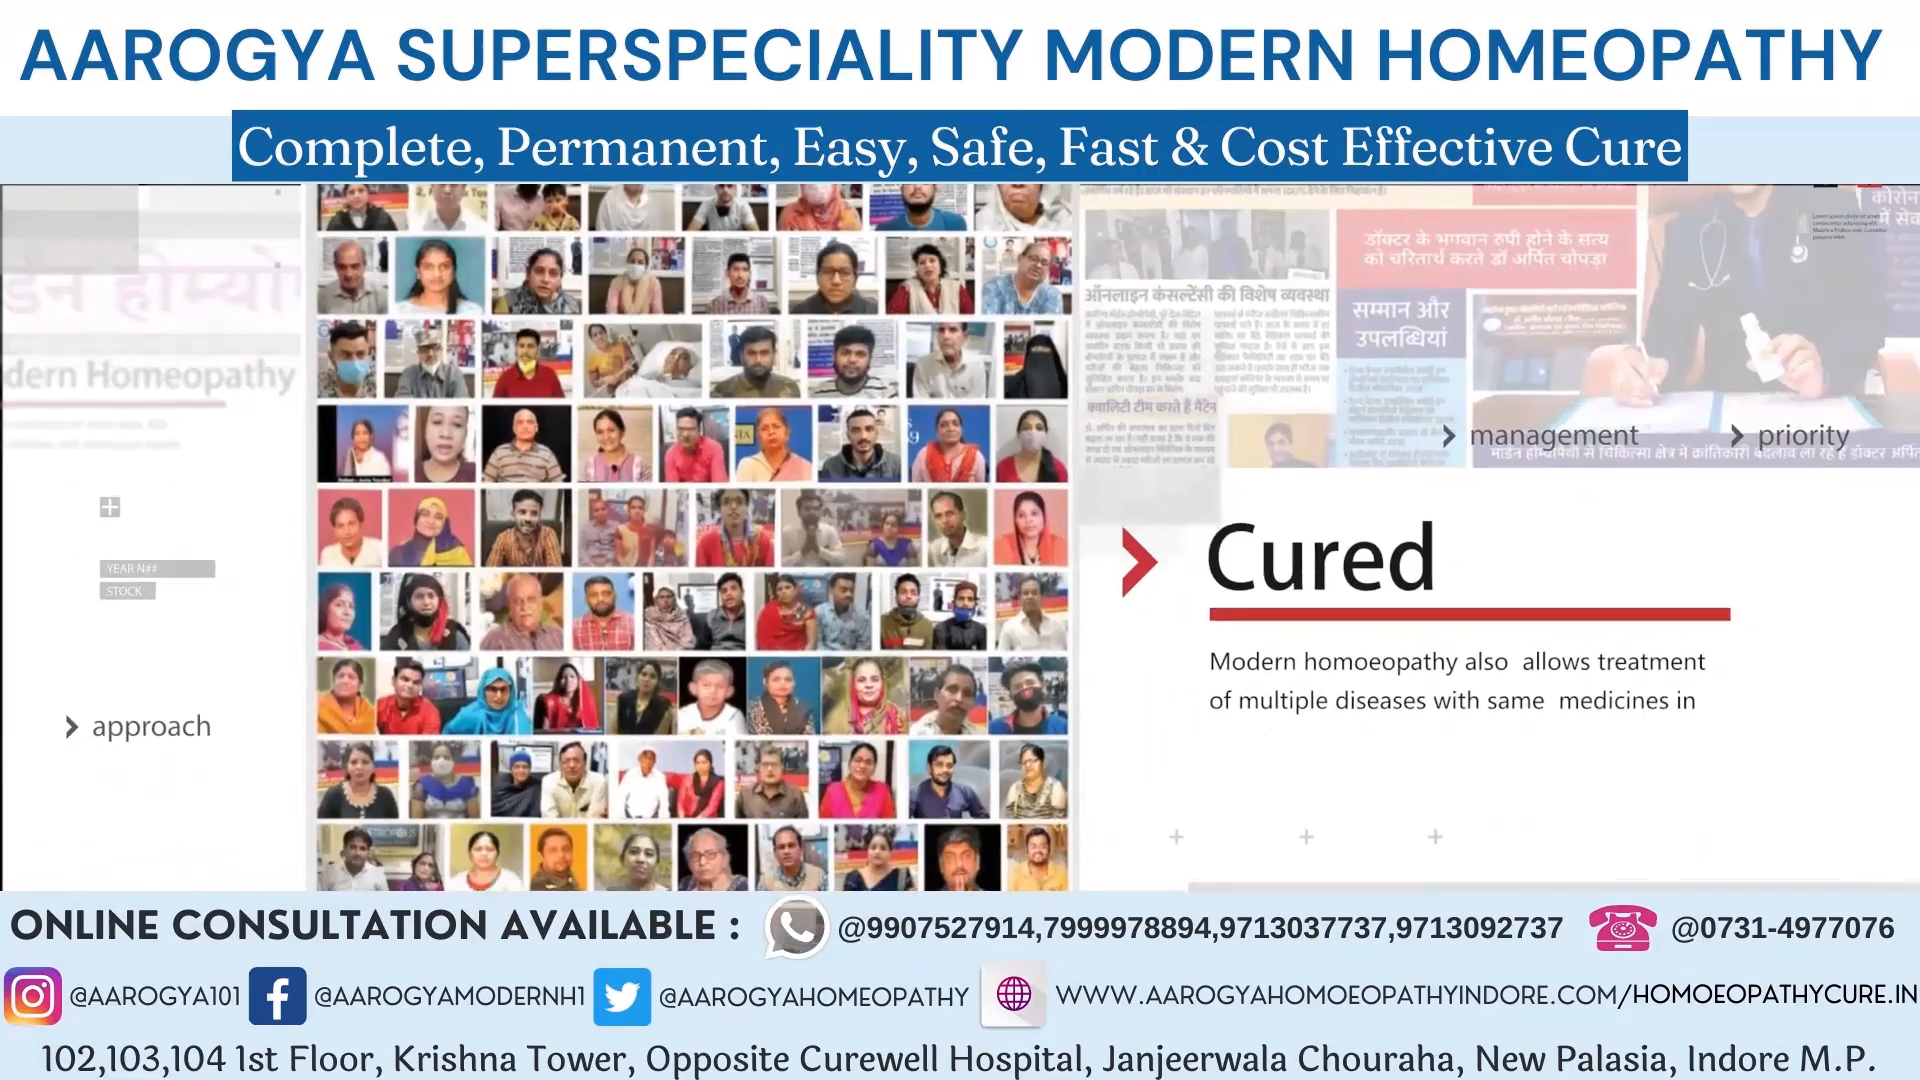 AAROGYA SUPERSPECIALITY MODERN HOMEOPATHY
Complete, Permanent, Easy, Safe, Fast & Cost Effective Cure
डॉक्टर के भगवान रुपी होने के सत्य
को चरितार्थ करते डॉ अर्पित चोपड़ा
ऑनलाइन कंसल्टेंसी की विशेष व्यवस्था
सम्मान और
उपलब्धियां
क्वालिटी टीम करते हैं मैंटेन
dern Homeopathy
management
priority
मॉर्डन होम्योपैथी से चिकित्सा क्षेत्र में क्रांतिकारी बदलाव ला रहे है डॉक्टर
YEAR N##
STOCK
approach
Cured
Modern homoeopathy also allows treatment
of multiple diseases with same medicines in
ONLINE CONSULTATION AVAILABLE : @9907527914,7999978894,9713037737,9713092737 @0731-4977076
@AAROGYA101 @AAROGYAMODERNH1 @AAROGYAHOMEOPATHY WWW.AAROGYAHOMOEOPATHYINDORE.COM/HOMOEOPATHYCURE.IN
102,103,104 1st Floor, Krishna Tower, Opposite Curewell Hospital, Janjeerwala Chouraha, New Palasia, Indore M.P.